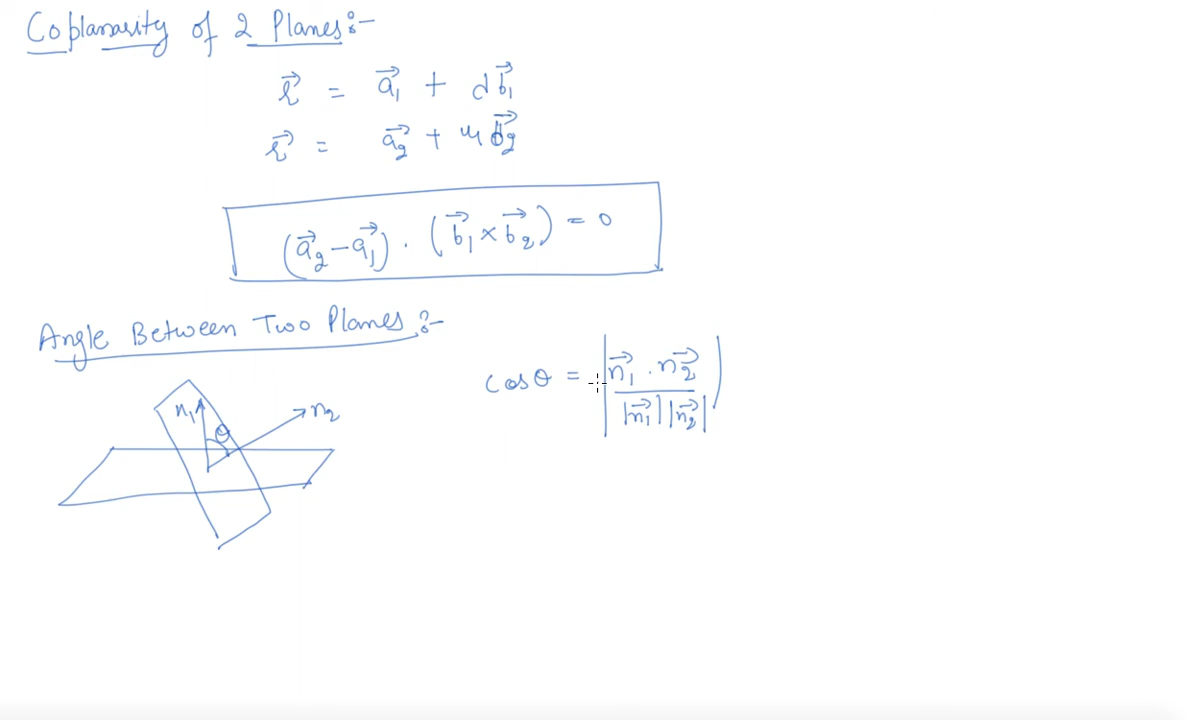 Coplanarity of 2 Planes:-
r⃗ = a⃗₁ + λb⃗₁
r⃗ = a⃗₂ + μb⃗₂
(a⃗₂ - a⃗₁) . (b⃗₁ × b⃗₂) = 0
Angle Between Two Planes :-
cosθ = | n⃗₁ . n⃗₂ / |n⃗₁| |n⃗₂| |
n₁
θ
n₂